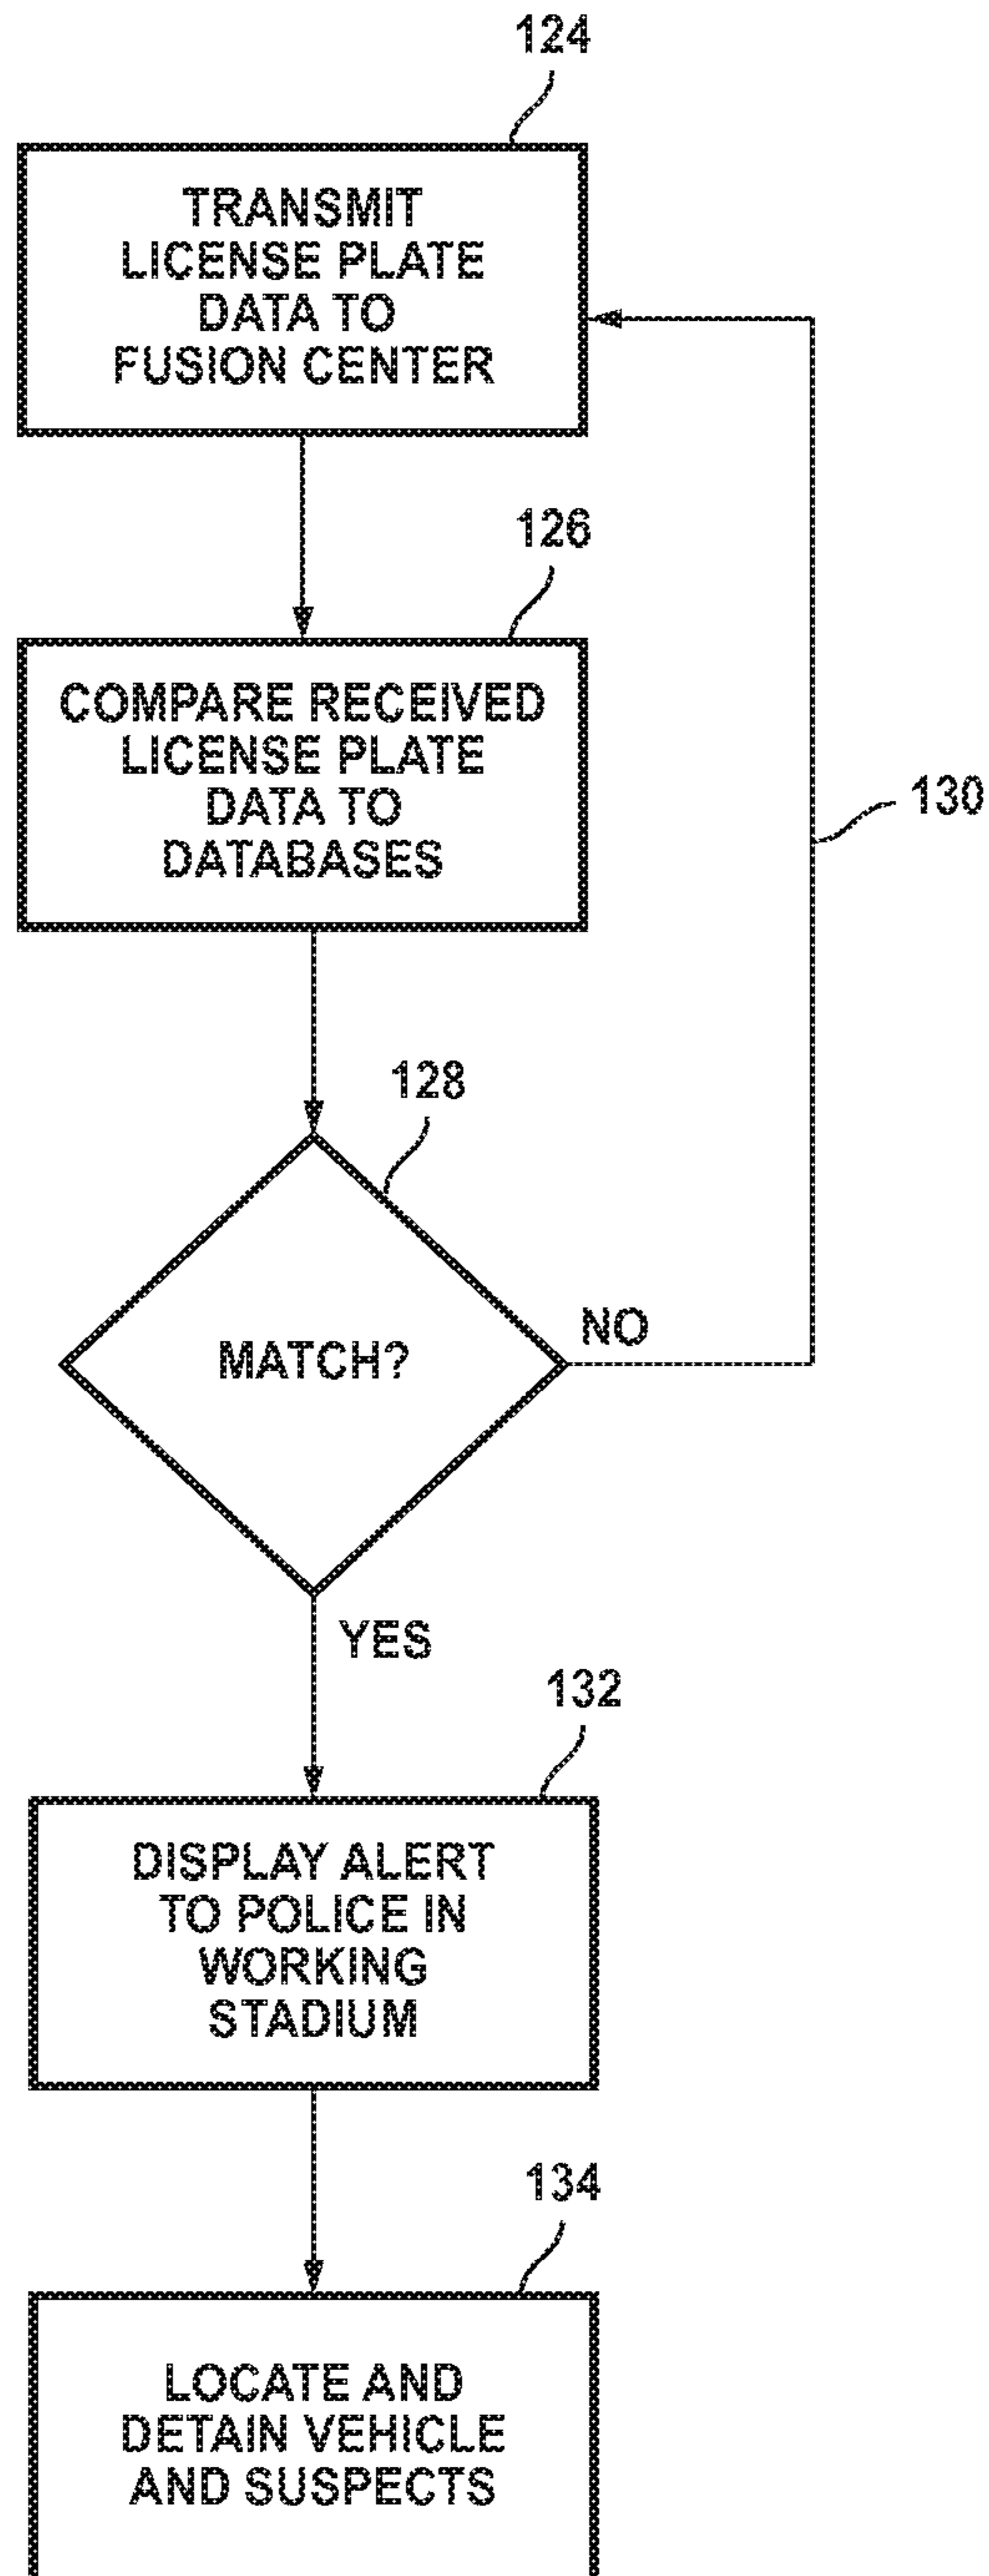 124
TRANSMIT
LICENSE PLATE
DATA TO
FUSION CENTER
126
COMPARE RECEIVED
LICENSE PLATE
DATA TO
DATABASES
130
128
MATCH?
NO
YES
132
DISPLAY ALERT
TO POLICE IN
WORKING
STADIUM
134
LOCATE AND
DETAIN VEHICLE
AND SUSPECTS